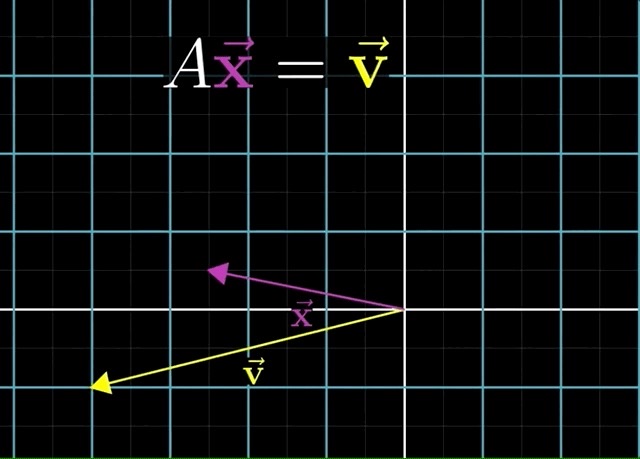 A𝐱⃗ = 𝐯⃗
𝐱⃗
𝐯⃗